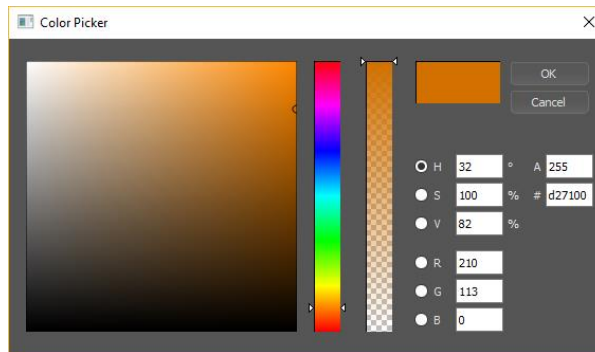 Color Picker
OK
Cancel
H 32 ° A 255
S 100 % # d27100
V 82 %
R 210
G 113
B 0